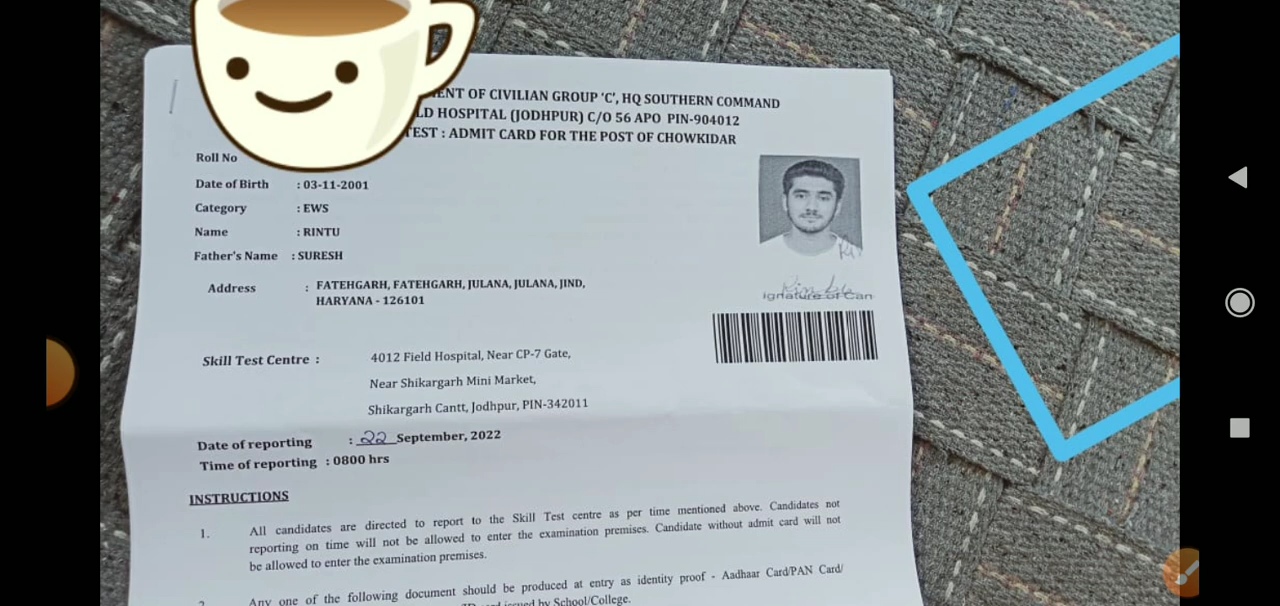 ENT OF CIVILIAN GROUP 'C', HQ SOUTHERN COMMAND
LD HOSPITAL (JODHPUR) C/O 56 APO PIN-904012
TEST : ADMIT CARD FOR THE POST OF CHOWKIDAR
Roll No
Date of Birth : 03-11-2001
Category : EWS
Name : RINTU
Father's Name : SURESH
Address : FATEHGARH, FATEHGARH, JULANA, JULANA, JIND,
HARYANA - 126101
ignature of Can
Skill Test Centre : 4012 Field Hospital, Near CP-7 Gate,
Near Shikargarh Mini Market,
Shikargarh Cantt, Jodhpur, PIN-342011
Date of reporting : 22 September, 2022
Time of reporting : 0800 hrs
INSTRUCTIONS
1. All candidates are directed to report to the Skill Test centre as per time mentioned above. Candidates not
reporting on time will not be allowed to enter the examination premises. Candidate without admit card will not
be allowed to enter the examination premises.
Any one of the following document should be produced at entry as identity proof - Aadhaar Card/PAN Card/
issued by School/College.